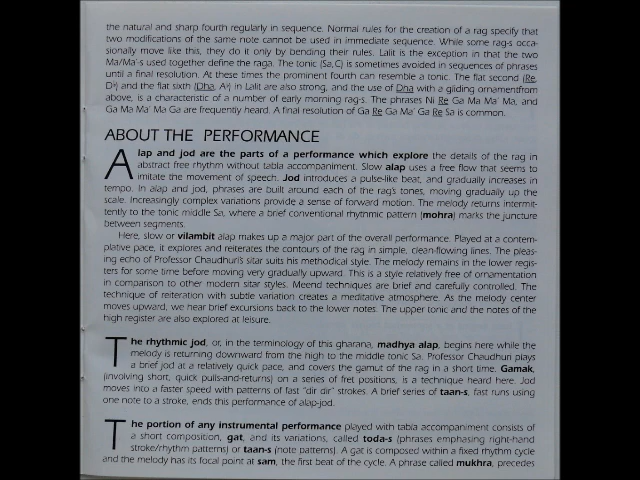 the natural and sharp fourth regularly in sequence. Normal rules for the creation of a rag specify that
two modifications of the same note cannot be used in immediate sequence. While some rag-s occa-
sionally move like this, they do it only by bending their rules. Lalit is the exception in that the two
Ma/Ma'-s used together define the raga. The tonic (Sa,C) is sometimes avoided in sequences of phrases
until a final resolution. At these times the prominent fourth can resemble a tonic. The flat second (Re,
D♭) and the flat sixth (Dha, A♭) in Lalit are also strong, and the use of Dna with a gliding ornamentfrom
above, is a characteristic of a number of early morning rag-s. The phrases Ni Re Ga Ma Ma' Ma, and
Ga Ma Ma' Ma Ga are frequently heard. A final resolution of Ga Re Ga Ma' Ga Re Sa is common.
ABOUT THE PERFORMANCE
Alap and jod are the parts of a performance which explore the details of the rag in
abstract free rhythm without tabla accompaniment. Slow alap uses a free flow that seems to
imitate the movement of speech. Jod introduces a pulse-like beat, and gradually increases in
tempo. In alap and jod, phrases are built around each of the rag's tones, moving gradually up the
scale. Increasingly complex variations provide a sense of forward motion. The melody returns intermit-
tently to the tonic middle Sa, where a brief conventional rhythmic pattern (mohra) marks the juncture
between segments.
Here, slow or vilambit alap makes up a major part of the overall performance. Played at a contem-
plative pace, it explores and reiterates the contours of the raq in simple, clean-flowing lines. The pleas-
ing echo of Professor Chaudhuri's sitar suits his methodical style. The melody remains in the lower regis-
ters for some time before moving very gradually upward. This is a style relatively free of ornamentation
in comparison to other modern sitar styles. Meend techniques are brief and carefully controlled. The
technique of reiteration with subtle variation creates a meditative atmosphere. As the melody center
moves upward, we hear brief excursions back to the lower notes. The upper tonic and the notes of the
high register are also explored at leisure.
The rhythmic jod, or, in the terminology of this gharana, madhya alap, begins here while the
melody is returning downward from the high to the middle tonic Sa. Professor Chaudhuri plays
a brief jod at a relatively quick pace, and covers the gamut of the rag in a short time. Gamak,
(involving short, quick pulls-and-returns) on a series of fret positions, is a technique heard here. Jod
moves into a faster speed with patterns of fast "dir dir" strokes. A brief series of taan-s, fast runs using
one note to a stroke, ends this performance of alap-jod.
The portion of any instrumental performance played with tabla accompaniment consists of
a short composition, gat, and its variations, called toda-s (phrases emphasing right-hand
stroke/rhythm patterns) or taan-s (note patterns). A gat is composed within a fixed rhythm cycle
and the melody has its focal point at sam, the first beat of the cycle. A phrase called mukhra, precedes